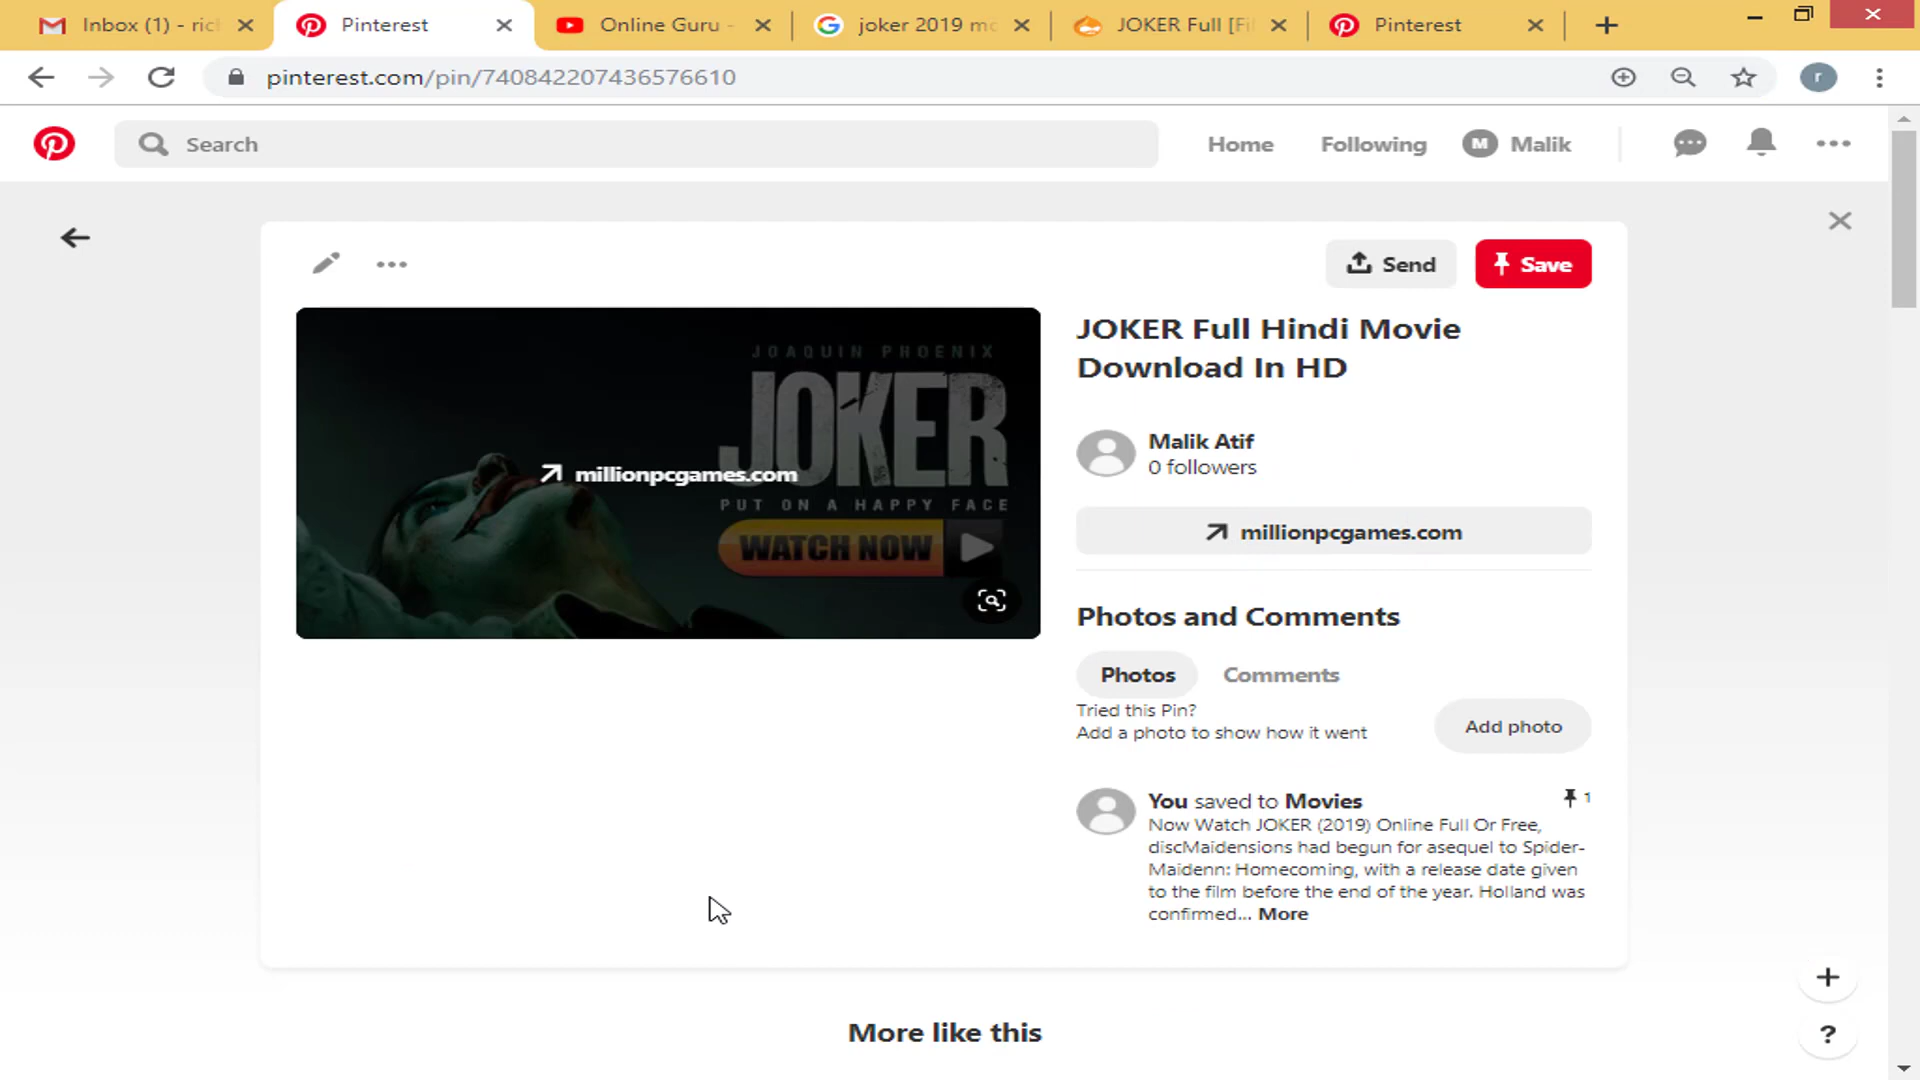 Inbox (1) - rich
Pinterest
Online Guru -
joker 2019 mo
JOKER Full [Fil
Pinterest
pinterest.com/pin/740842207436576610
r
Search
Home
Following
M
Malik
Send
Save
JOAQUIN PHOENIX
JOKER
PUT ON A HAPPY FACE
WATCH NOW
millionpcgames.com
JOKER Full Hindi Movie
Download In HD
Malik Atif
0 followers
millionpcgames.com
Photos and Comments
Photos
Comments
Tried this Pin?
Add a photo to show how it went
Add photo
You saved to Movies
1
Now Watch JOKER (2019) Online Full Or Free,
discMaidensions had begun for asequel to Spider-
Maidenn: Homecoming, with a release date given
to the film before the end of the year. Holland was
confirmed... More
+
?
More like this